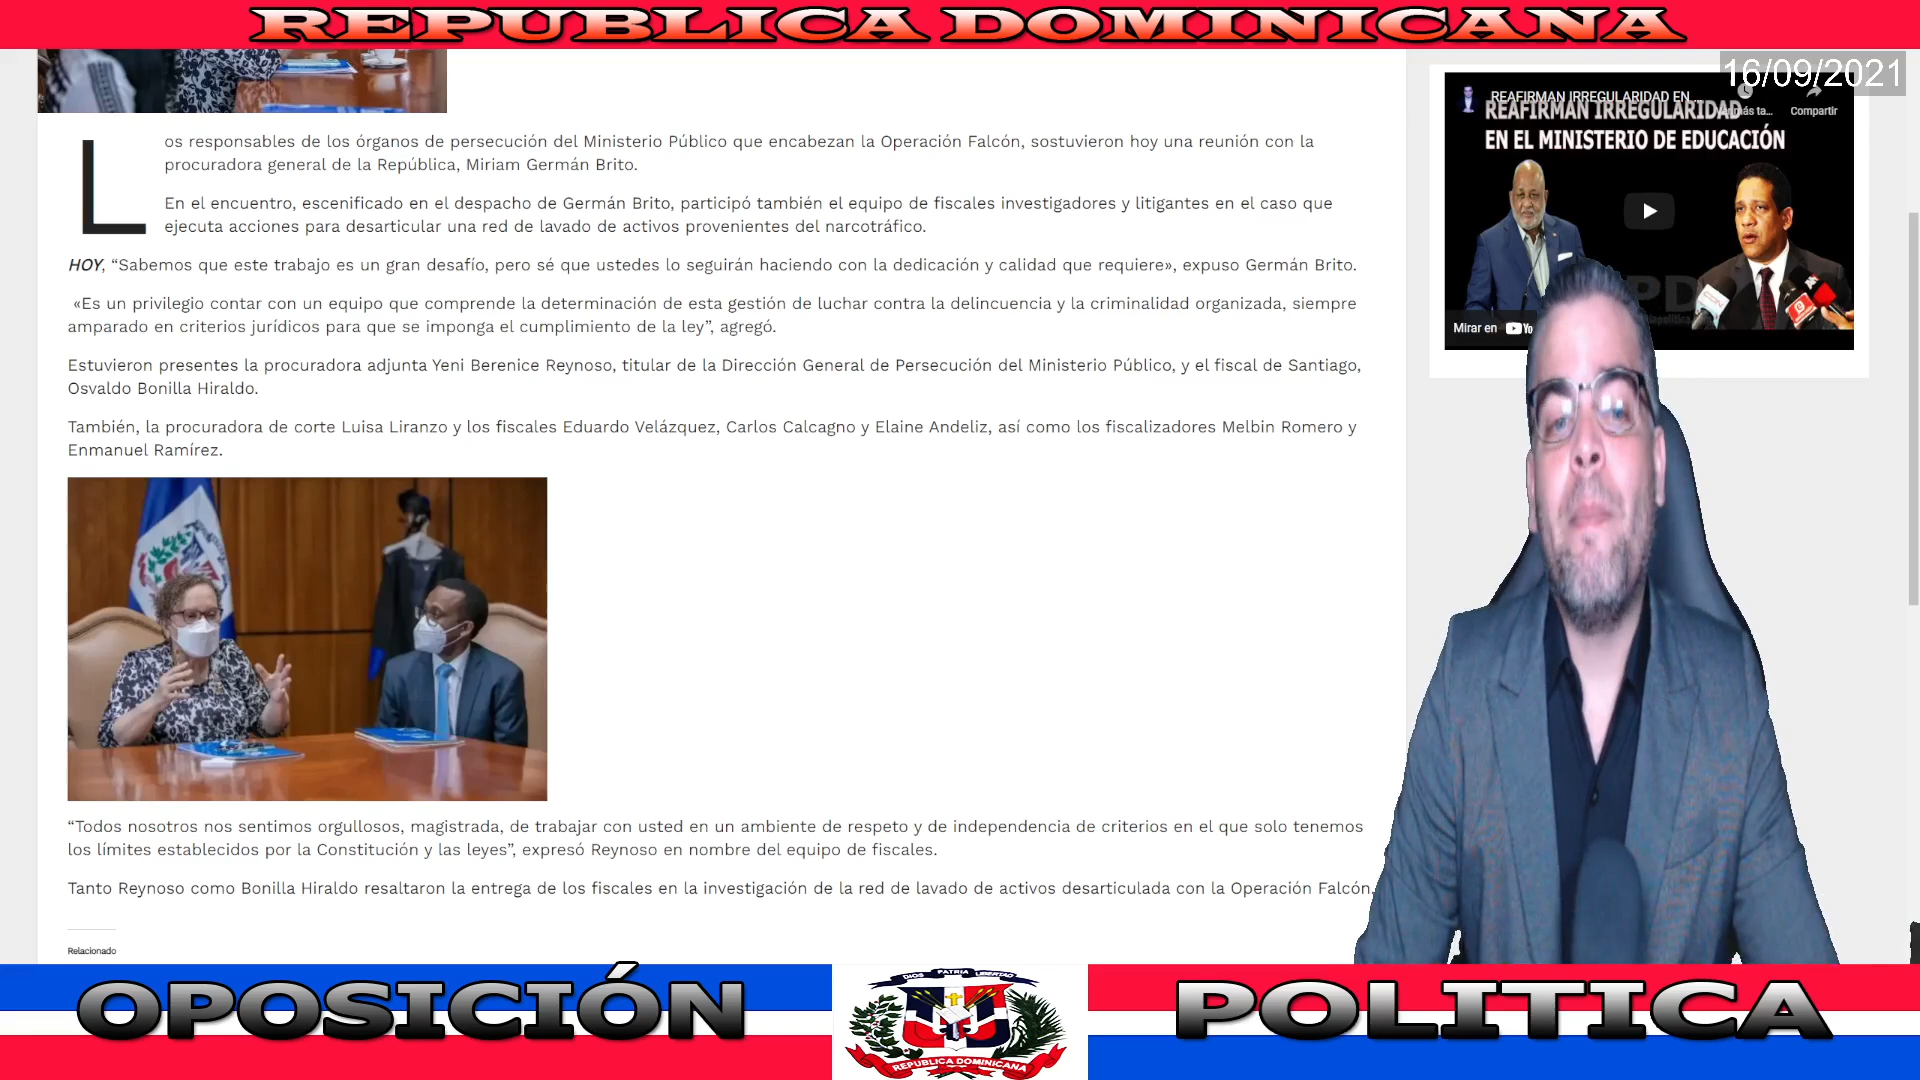 REPUBLICA DOMINICANA
16/09/2021
REAFIRMAN IRREGULARIDAD EN ...
Compartir
REAFIRMAN IRREGULARIDAD
EN EL MINISTERIO DE EDUCACIÓN
Mirar en
Los responsables de los órganos de persecución del Ministerio Público que encabezan la Operación Falcón, sostuvieron hoy una reunión con la
procuradora general de la República, Miriam Germán Brito.
En el encuentro, escenificado en el despacho de Germán Brito, participó también el equipo de fiscales investigadores y litigantes en el caso que
ejecuta acciones para desarticular una red de lavado de activos provenientes del narcotráfico.
HOY, “Sabemos que este trabajo es un gran desafío, pero sé que ustedes lo seguirán haciendo con la dedicación y calidad que requiere», expuso Germán Brito.
«Es un privilegio contar con un equipo que comprende la determinación de esta gestión de luchar contra la delincuencia y la criminalidad organizada, siempre
amparado en criterios jurídicos para que se imponga el cumplimiento de la ley”, agregó.
Estuvieron presentes la procuradora adjunta Yeni Berenice Reynoso, titular de la Dirección General de Persecución del Ministerio Público, y el fiscal de Santiago,
Osvaldo Bonilla Hiraldo.
También, la procuradora de corte Luisa Liranzo y los fiscales Eduardo Velázquez, Carlos Calcagno y Elaine Andeliz, así como los fiscalizadores Melbin Romero y
Enmanuel Ramírez.
“Todos nosotros nos sentimos orgullosos, magistrada, de trabajar con usted en un ambiente de respeto y de independencia de criterios en el que solo tenemos
los límites establecidos por la Constitución y las leyes”, expresó Reynoso en nombre del equipo de fiscales.
Tanto Reynoso como Bonilla Hiraldo resaltaron la entrega de los fiscales en la investigación de la red de lavado de activos desarticulada con la Operación Falcón.
Relacionado
OPOSICIÓN
DIOS PATRIA LIBERTAD
REPUBLICA DOMINICANA
POLITICA